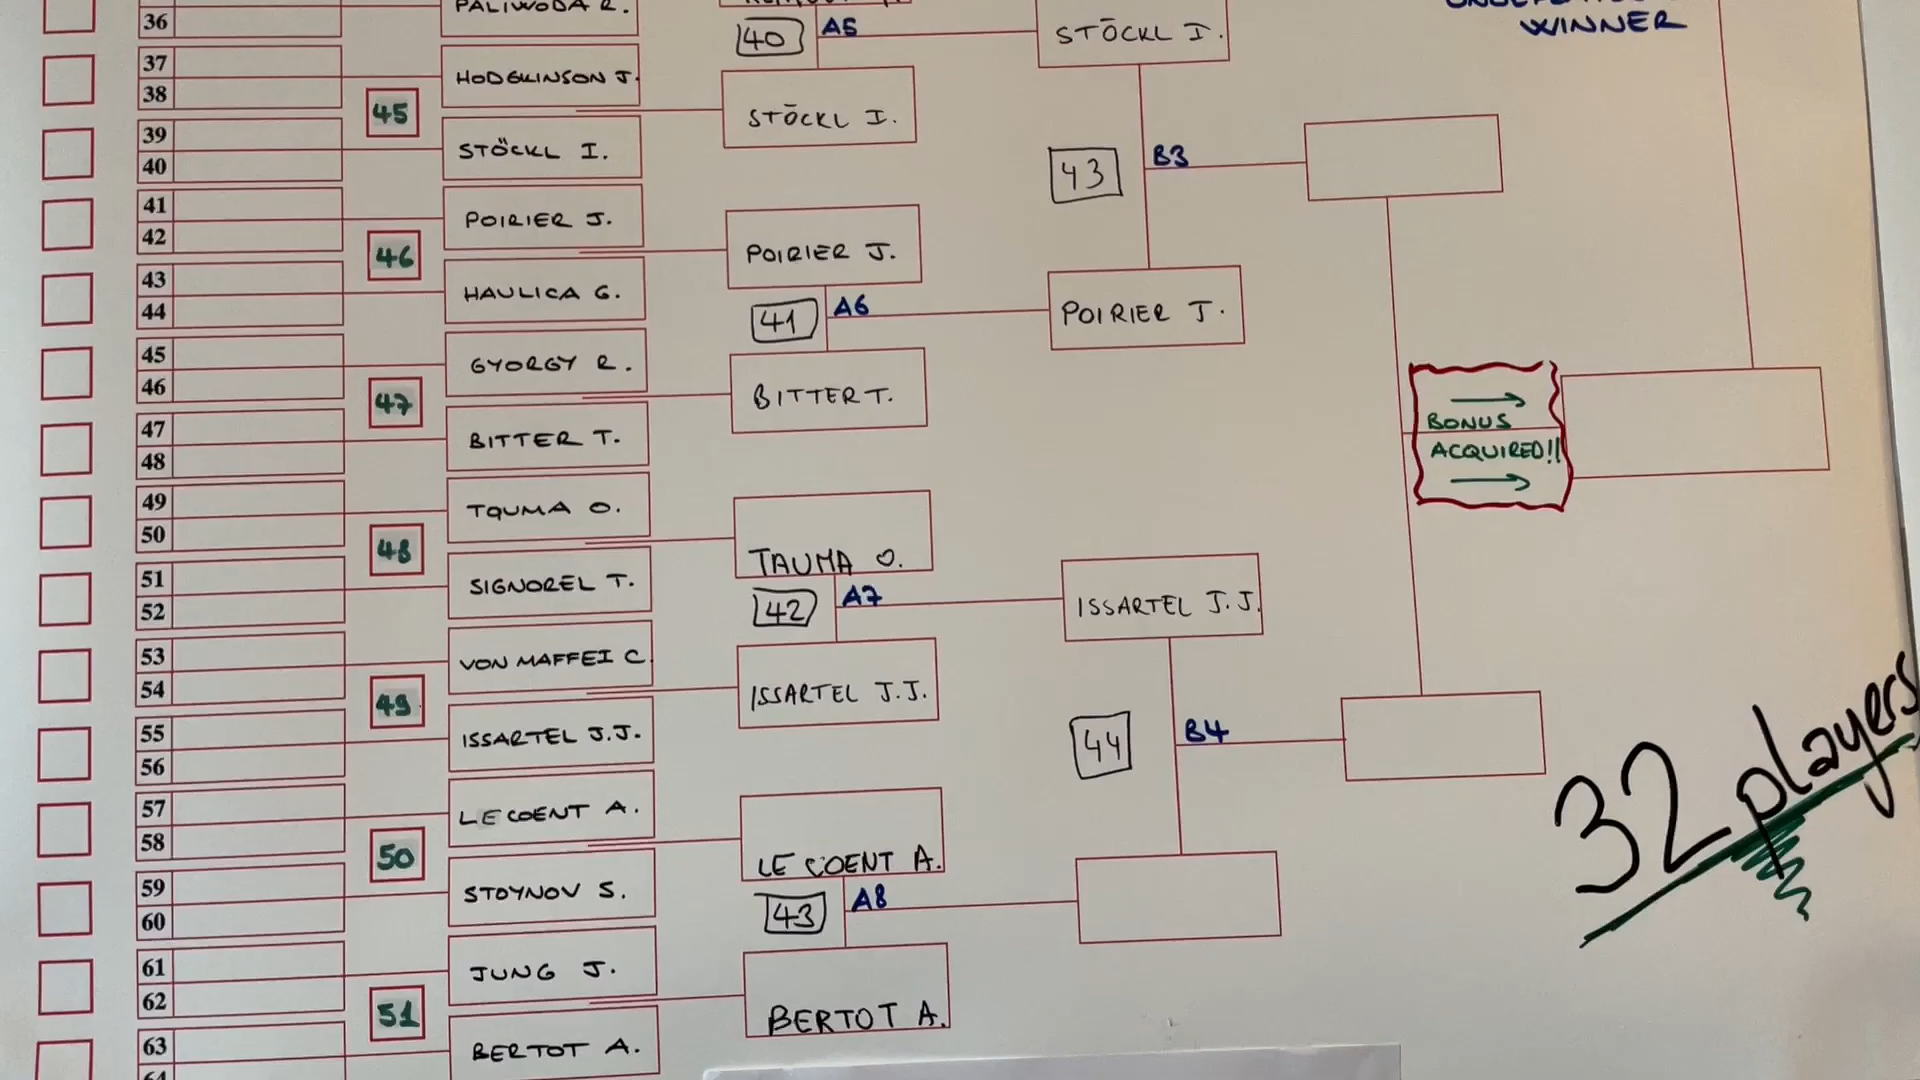 36
37
38
39
40
41
42
43
44
45
46
47
48
49
50
51
52
53
54
55
56
57
58
59
60
61
62
63
64
45
46
47
48
49
50
51
PALIWODA R.
HODGKINSON J.
STÖCKL I.
POIRIER J.
HAULICA G.
GYORGY R.
BITTER T.
TQUMA O.
SIGNOREL T.
VON MAFFEI C
ISSARTEL J.J.
LE COENT A.
STOYNOV S.
JUNG J.
BERTOT A.
40 A5
STÖCKL I.
POIRIER J.
41 A6
BITTER T.
TAUMA O.
42 A7
ISSARTEL J.J.
LE COENT A.
43 A8
BERTOT A.
STÖCKL I.
43 B3
POIRIER J.
ISSARTEL J.J.
44 B4
WINNER
BONUS
ACQUIRED!!
32 players